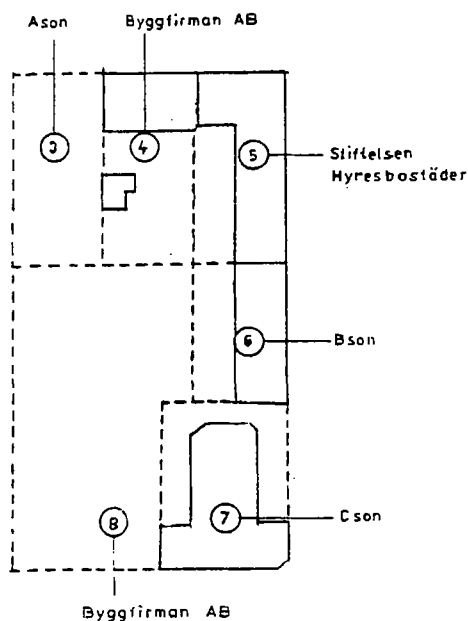 Ason
Byggfirman AB
3
4
5
Stiftelsen
Hyresbostäder
6
Bson
7
Cson
8
Byggfirman AB